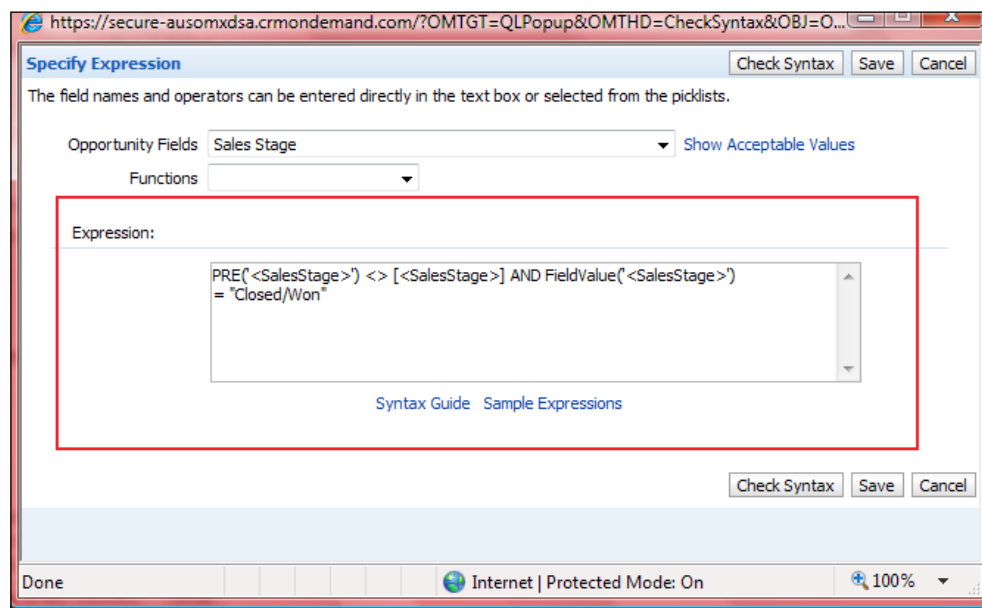 https://secure-ausomxdsa.crmondemand.com/?OMTGT=QLPopup&OMTHD=CheckSyntax&OBJ=O...
Specify Expression Check Syntax Save Cancel
The field names and operators can be entered directly in the text box or selected from the picklists.
Opportunity Fields Sales Stage Show Acceptable Values
Functions
Expression:
PRE('<SalesStage>') <> [<SalesStage>] AND FieldValue('<SalesStage>')
= "Closed/Won"
Syntax Guide Sample Expressions
Check Syntax Save Cancel
Done Internet | Protected Mode: On 100%